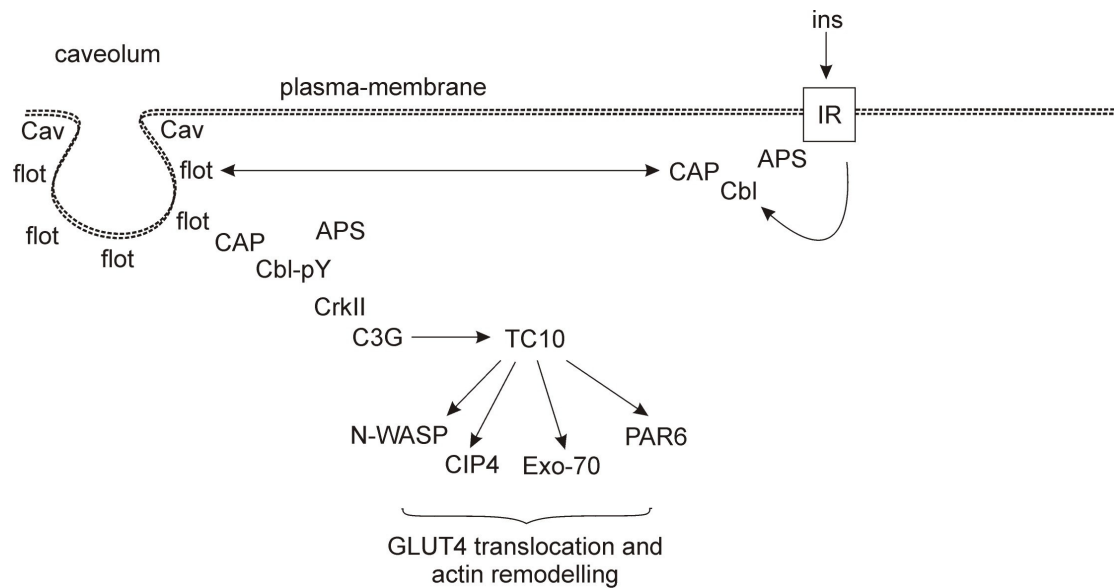 ins
caveolum
plasma-membrane
IR
Cav
Cav
APS
flot
flot
CAP
Cbl
flot
flot
flot
CAP
APS
Cbl-pY
CrkII
C3G
TC10
N-WASP
PAR6
CIP4
Exo-70
GLUT4 translocation and
actin remodelling